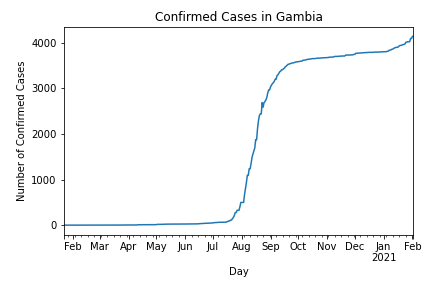 Confirmed Cases in Gambia
Number of Confirmed Cases
4000
3000
2000
1000
0
Feb Mar Apr May Jun Jul Aug Sep Oct Nov Dec Jan Feb
2021
Day